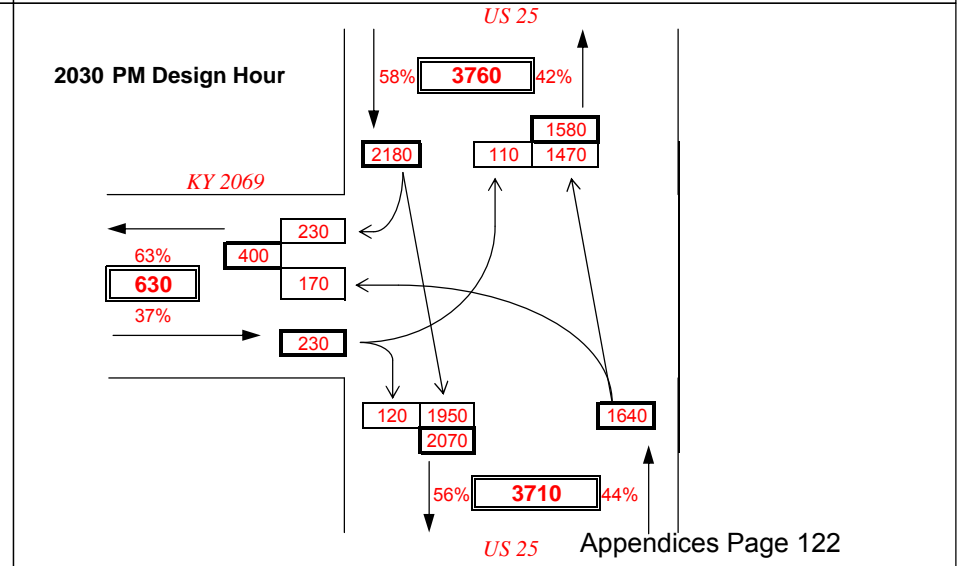 US 25
2030 PM Design Hour
58% 3760 42%
1580
2180 110 1470
KY 2069
230
63% 400
630 170
37%
230
120 1950 1640
2070
56% 3710 44%
US 25 Appendices Page 122